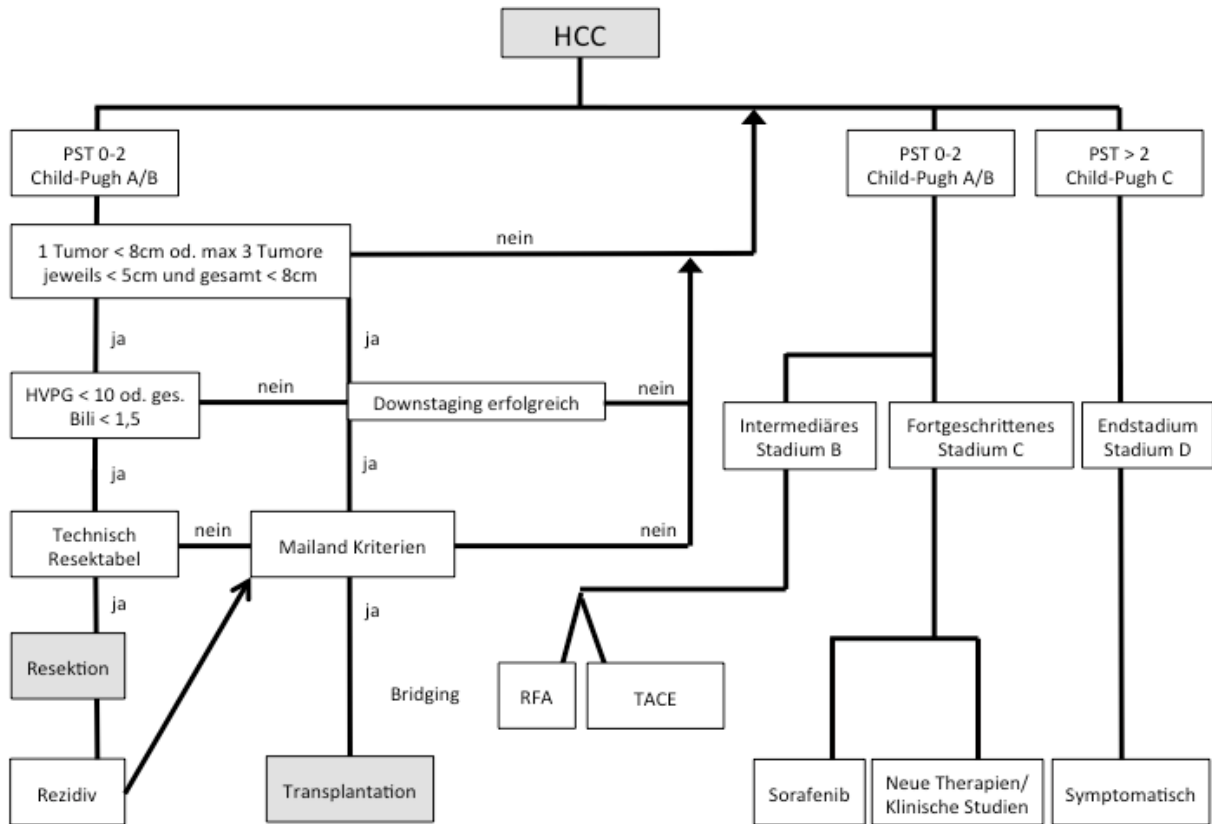 HCC
PST 0-2
Child-Pugh A/B
PST 0-2
Child-Pugh A/B
PST > 2
Child-Pugh C
1 Tumor < 8cm od. max 3 Tumore
jeweils < 5cm und gesamt < 8cm
nein
ja
ja
HVPG < 10 od. ges.
Bili < 1,5
nein
Downstaging erfolgreich
nein
Intermediäres
Stadium B
Fortgeschrittenes
Stadium C
Endstadium
Stadium D
ja
ja
Technisch
Resektabel
nein
Mailand Kriterien
nein
ja
ja
Resektion
Bridging
RFA
TACE
Rezidiv
Transplantation
Sorafenib
Neue Therapien/
Klinische Studien
Symptomatisch